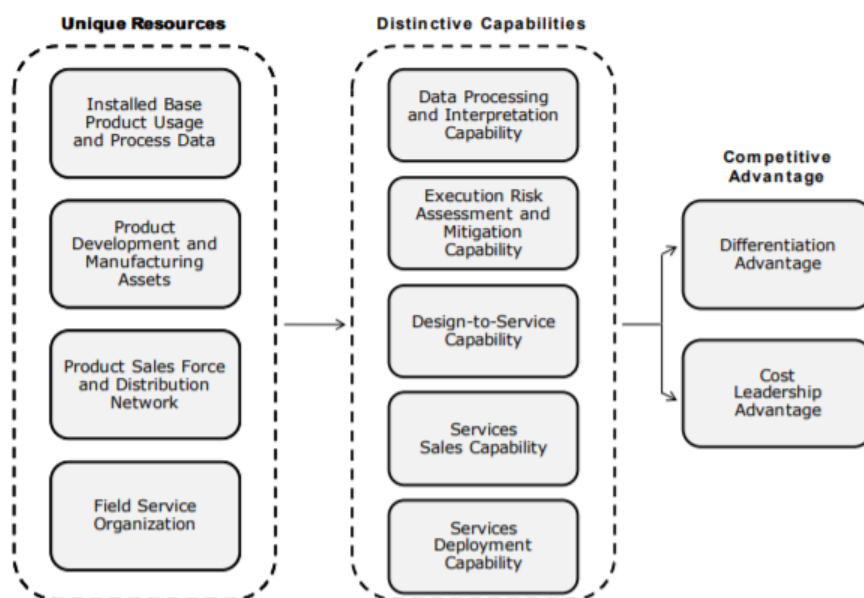 Unique Resources
Installed Base
Product Usage
and Process Data
Product
Development and
Manufacturing
Assets
Product Sales Force
and Distribution
Network
Field Service
Organization
Distinctive Capabilities
Data Processing
and Interpretation
Capability
Execution Risk
Assessment and
Mitigation
Capability
Design-to-Service
Capability
Services
Sales Capability
Services
Deployment
Capability
Competitive
Advantage
Differentiation
Advantage
Cost
Leadership
Advantage